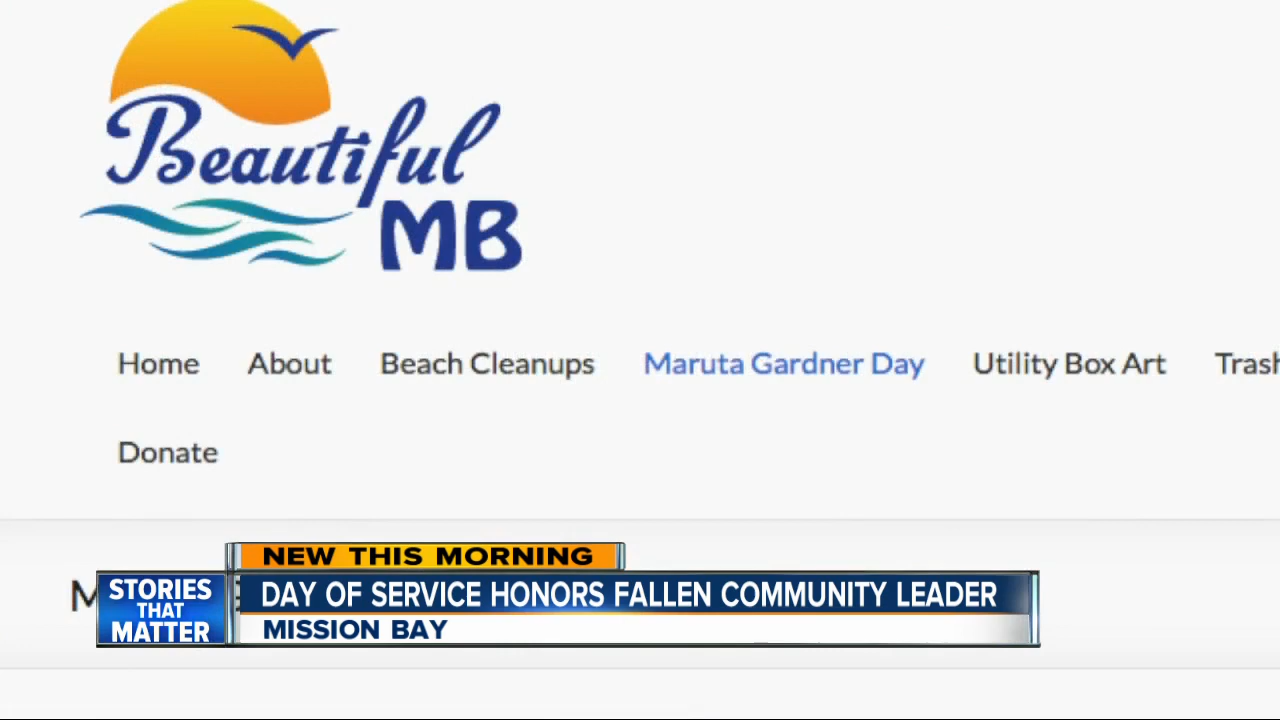 Beautiful
MB
Home About Beach Cleanups Maruta Gardner Day Utility Box Art Trash
Donate
NEW THIS MORNING
STORIES THAT MATTER
DAY OF SERVICE HONORS FALLEN COMMUNITY LEADER
MISSION BAY